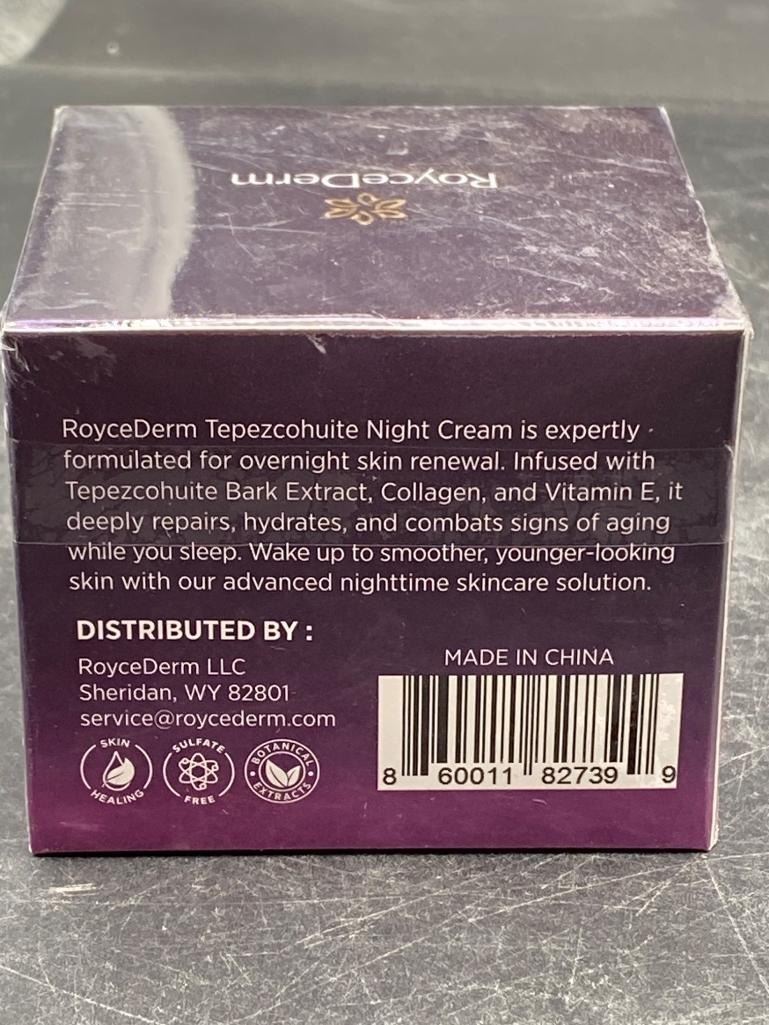 RoyceDerm
RoyceDerm Tepezcohuite Night Cream is expertly
formulated for overnight skin renewal. Infused with
Tepezcohuite Bark Extract, Collagen, and Vitamin E, it
deeply repairs, hydrates, and combats signs of aging
while you sleep. Wake up to smoother, younger-looking
skin with our advanced nighttime skincare solution.
DISTRIBUTED BY :
RoyceDerm LLC
Sheridan, WY 82801
service@roycederm.com
MADE IN CHINA
8 60011 82739 9
SKIN HEALING
SULFATE FREE
BOTANICAL EXTRACTS